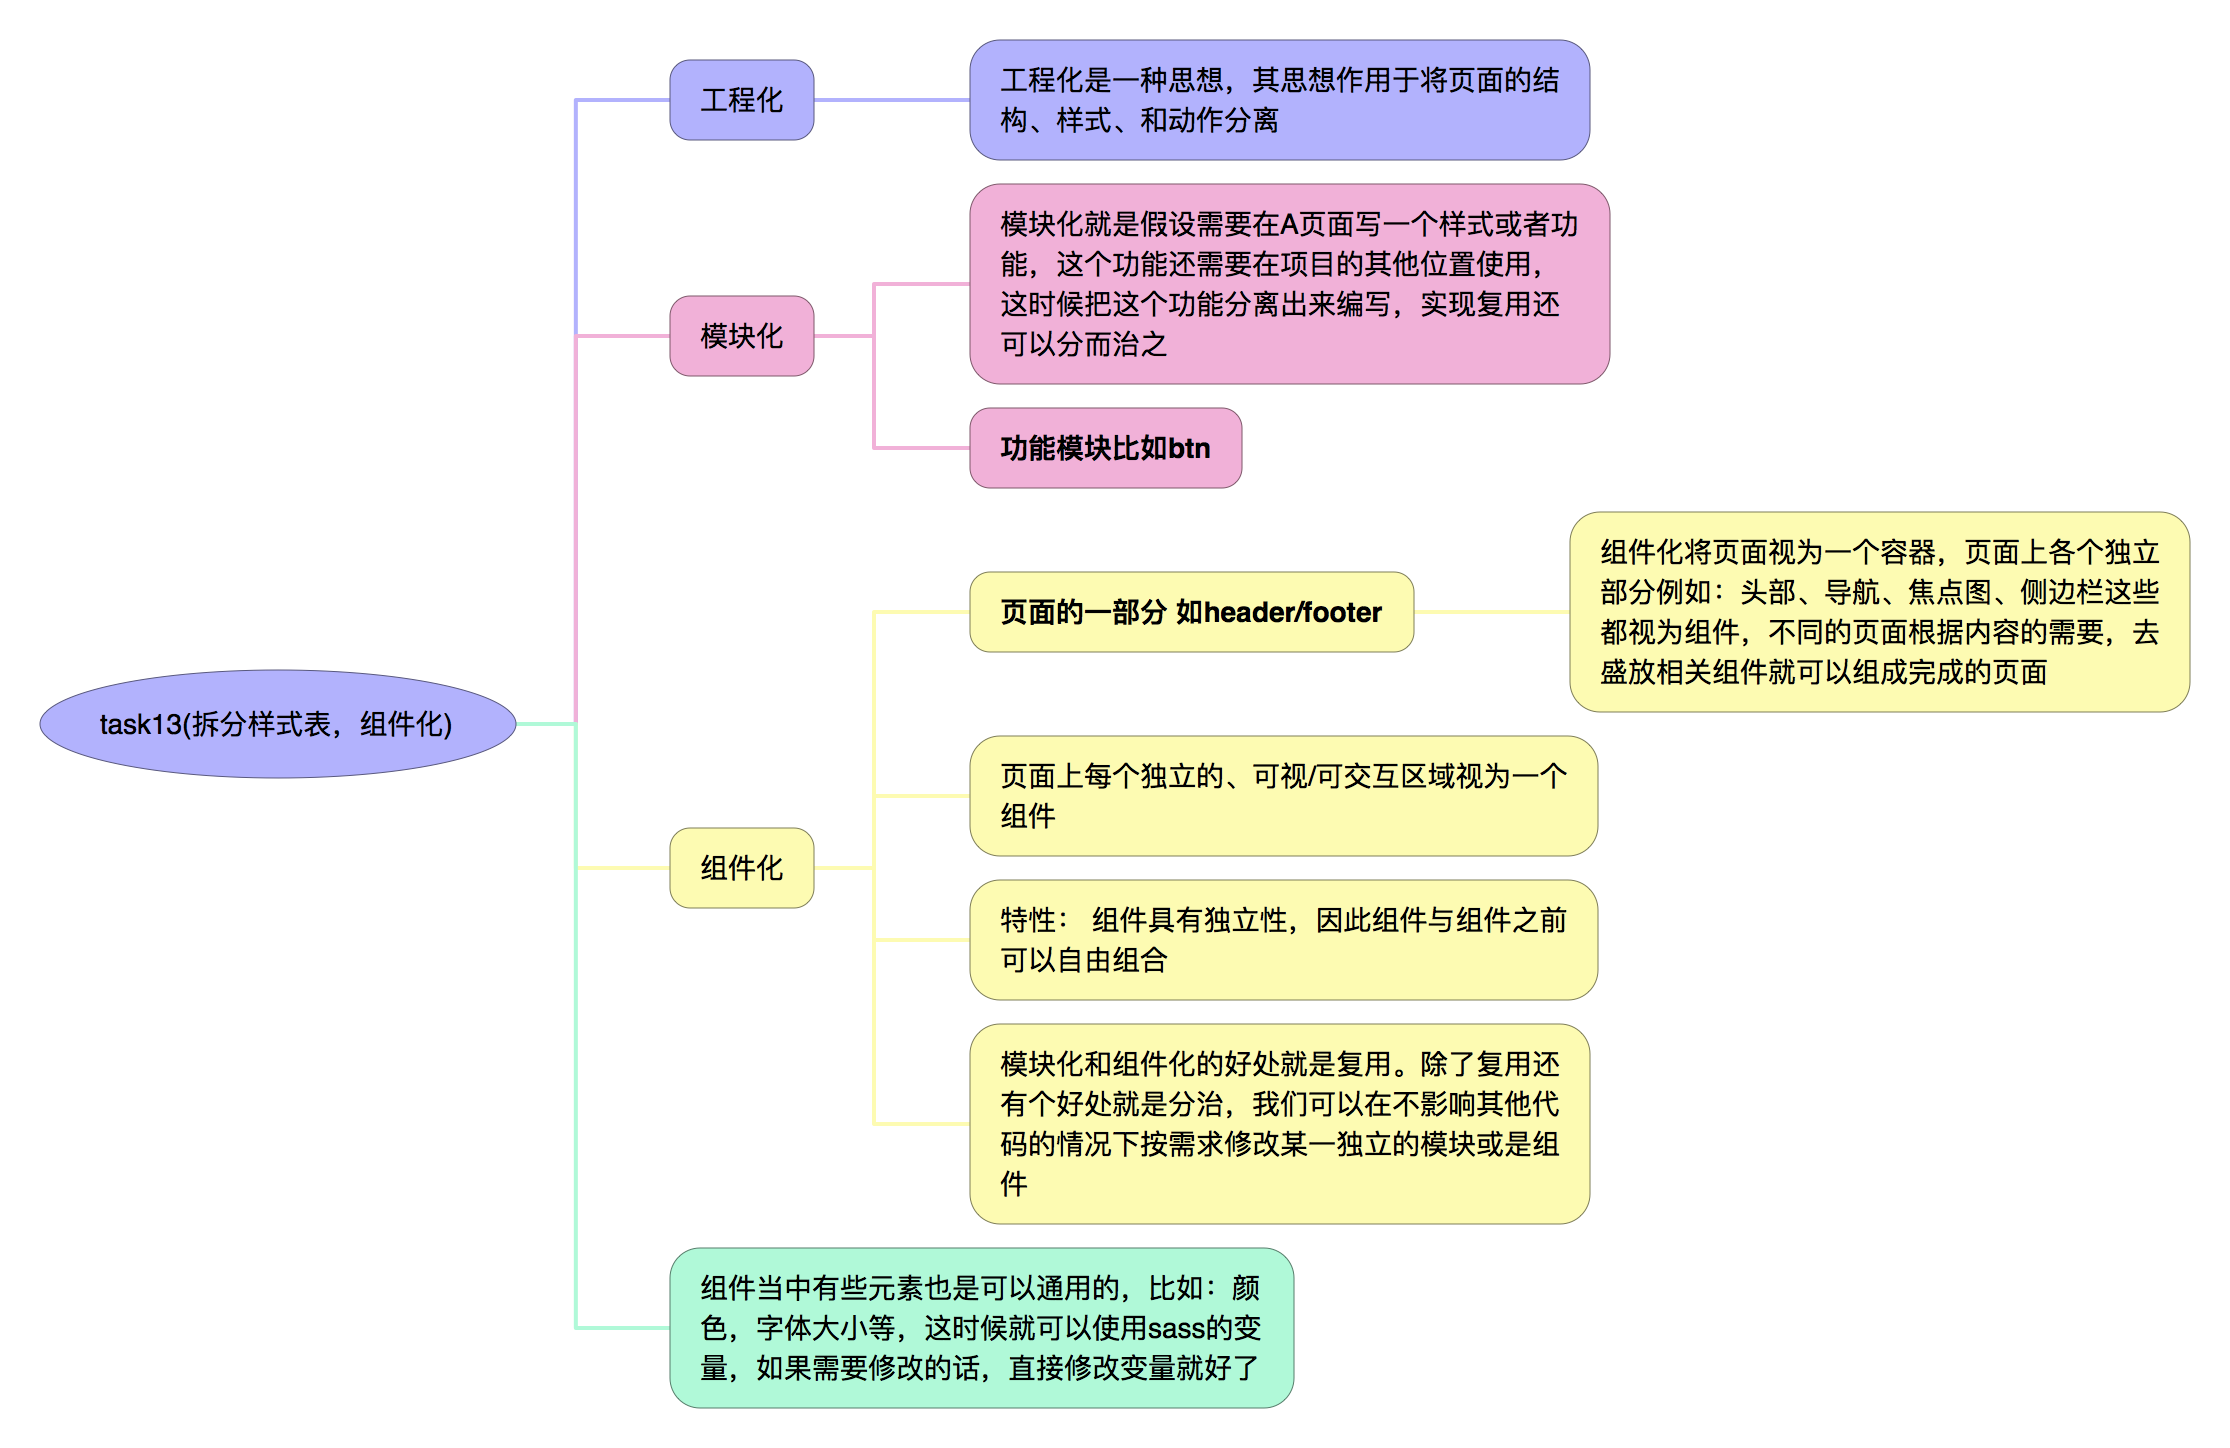 工程化
工程化是一种思想，其思想作用于将页面的结
构、样式、和动作分离
模块化
模块化就是假设需要在A页面写一个样式或者功
能，这个功能还需要在项目的其他位置使用，
这时候把这个功能分离出来编写，实现复用还
可以分而治之
功能模块比如btn
task13(拆分样式表，组件化)
组件化
页面的一部分 如header/footer
组件化将页面视为一个容器，页面上各个独立
部分例如：头部、导航、焦点图、侧边栏这些
都视为组件，不同的页面根据内容的需要，去
盛放相关组件就可以组成完成的页面
页面上每个独立的、可视/可交互区域视为一个
组件
特性： 组件具有独立性，因此组件与组件之前
可以自由组合
模块化和组件化的好处就是复用。除了复用还
有个好处就是分治，我们可以在不影响其他代
码的情况下按需求修改某一独立的模块或是组
件
组件当中有些元素也是可以通用的，比如：颜
色，字体大小等，这时候就可以使用sass的变
量，如果需要修改的话，直接修改变量就好了